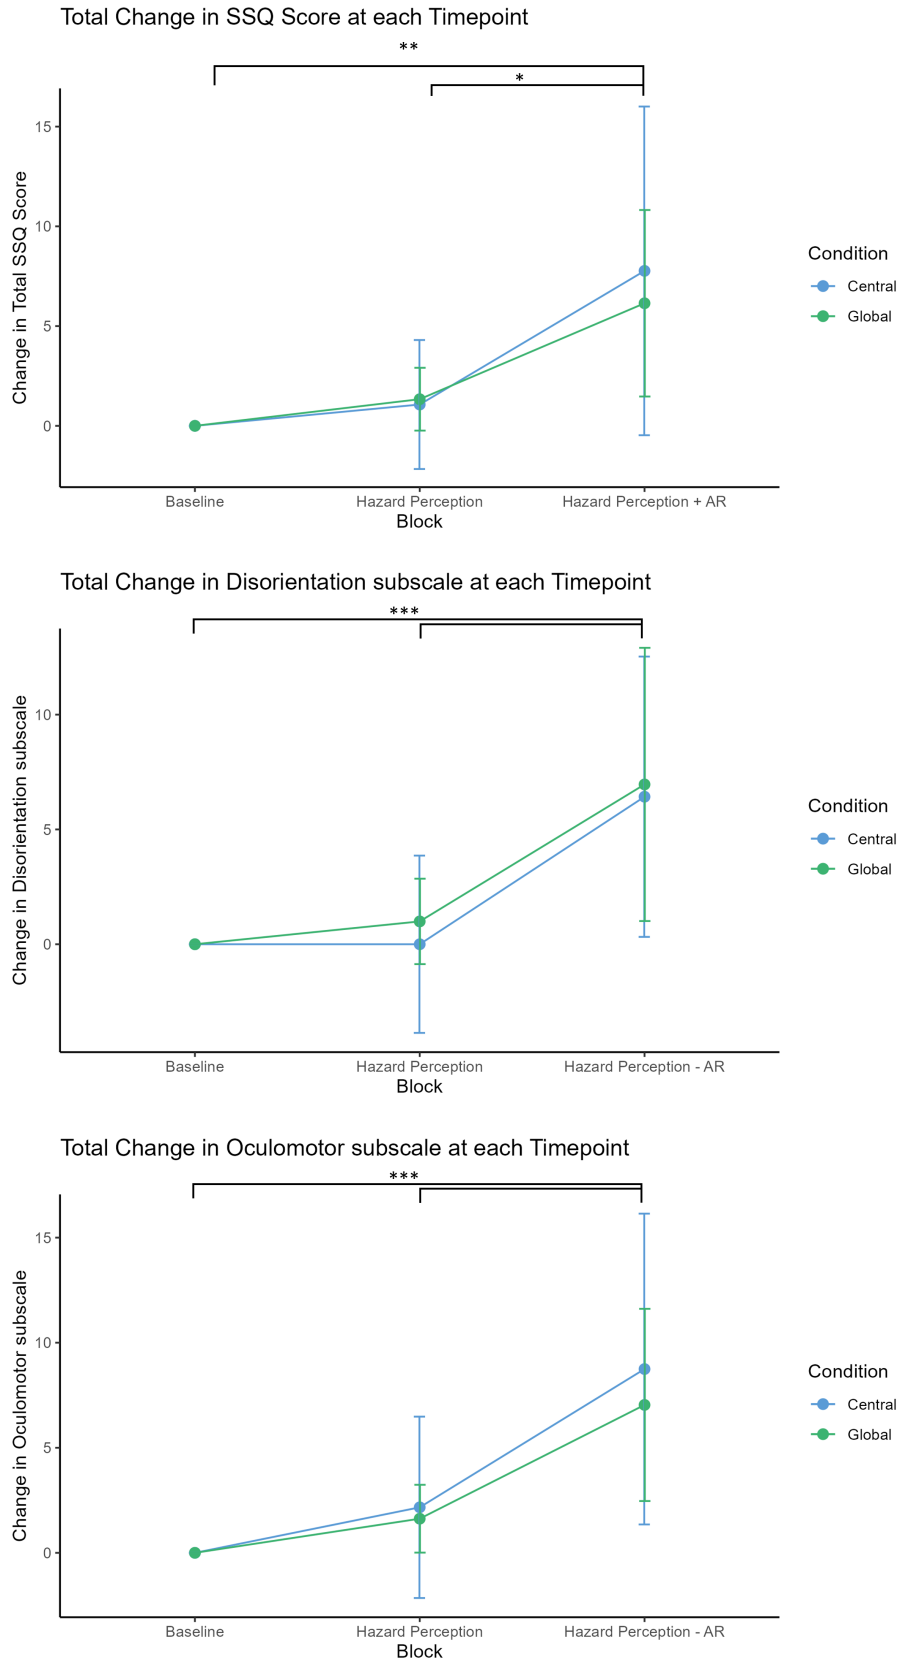 Total Change in SSQ Score at each Timepoint
**
*
15
10
5
0
Change in Total SSQ Score
Baseline
Hazard Perception
Hazard Perception + AR
Block
Condition
Central
Global
Total Change in Disorientation subscale at each Timepoint
***
10
5
0
Change in Disorientation subscale
Baseline
Hazard Perception
Hazard Perception - AR
Block
Condition
Central
Global
Total Change in Oculomotor subscale at each Timepoint
***
15
10
5
0
Change in Oculomotor subscale
Baseline
Hazard Perception
Hazard Perception - AR
Block
Condition
Central
Global